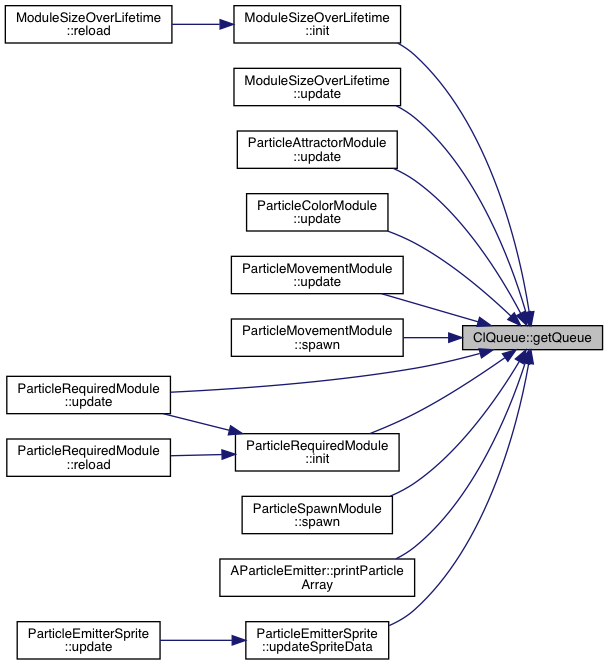 ModuleSizeOverLifetime
::reload
ModuleSizeOverLifetime
::init
ModuleSizeOverLifetime
::update
ParticleAttractorModule
::update
ParticleColorModule
::update
ParticleMovementModule
::update
ParticleMovementModule
::spawn
ClQueue::getQueue
ParticleRequiredModule
::update
ParticleRequiredModule
::reload
ParticleRequiredModule
::init
ParticleSpawnModule
::spawn
AParticleEmitter::printParticle
Array
ParticleEmitterSprite
::update
ParticleEmitterSprite
::updateSpriteData